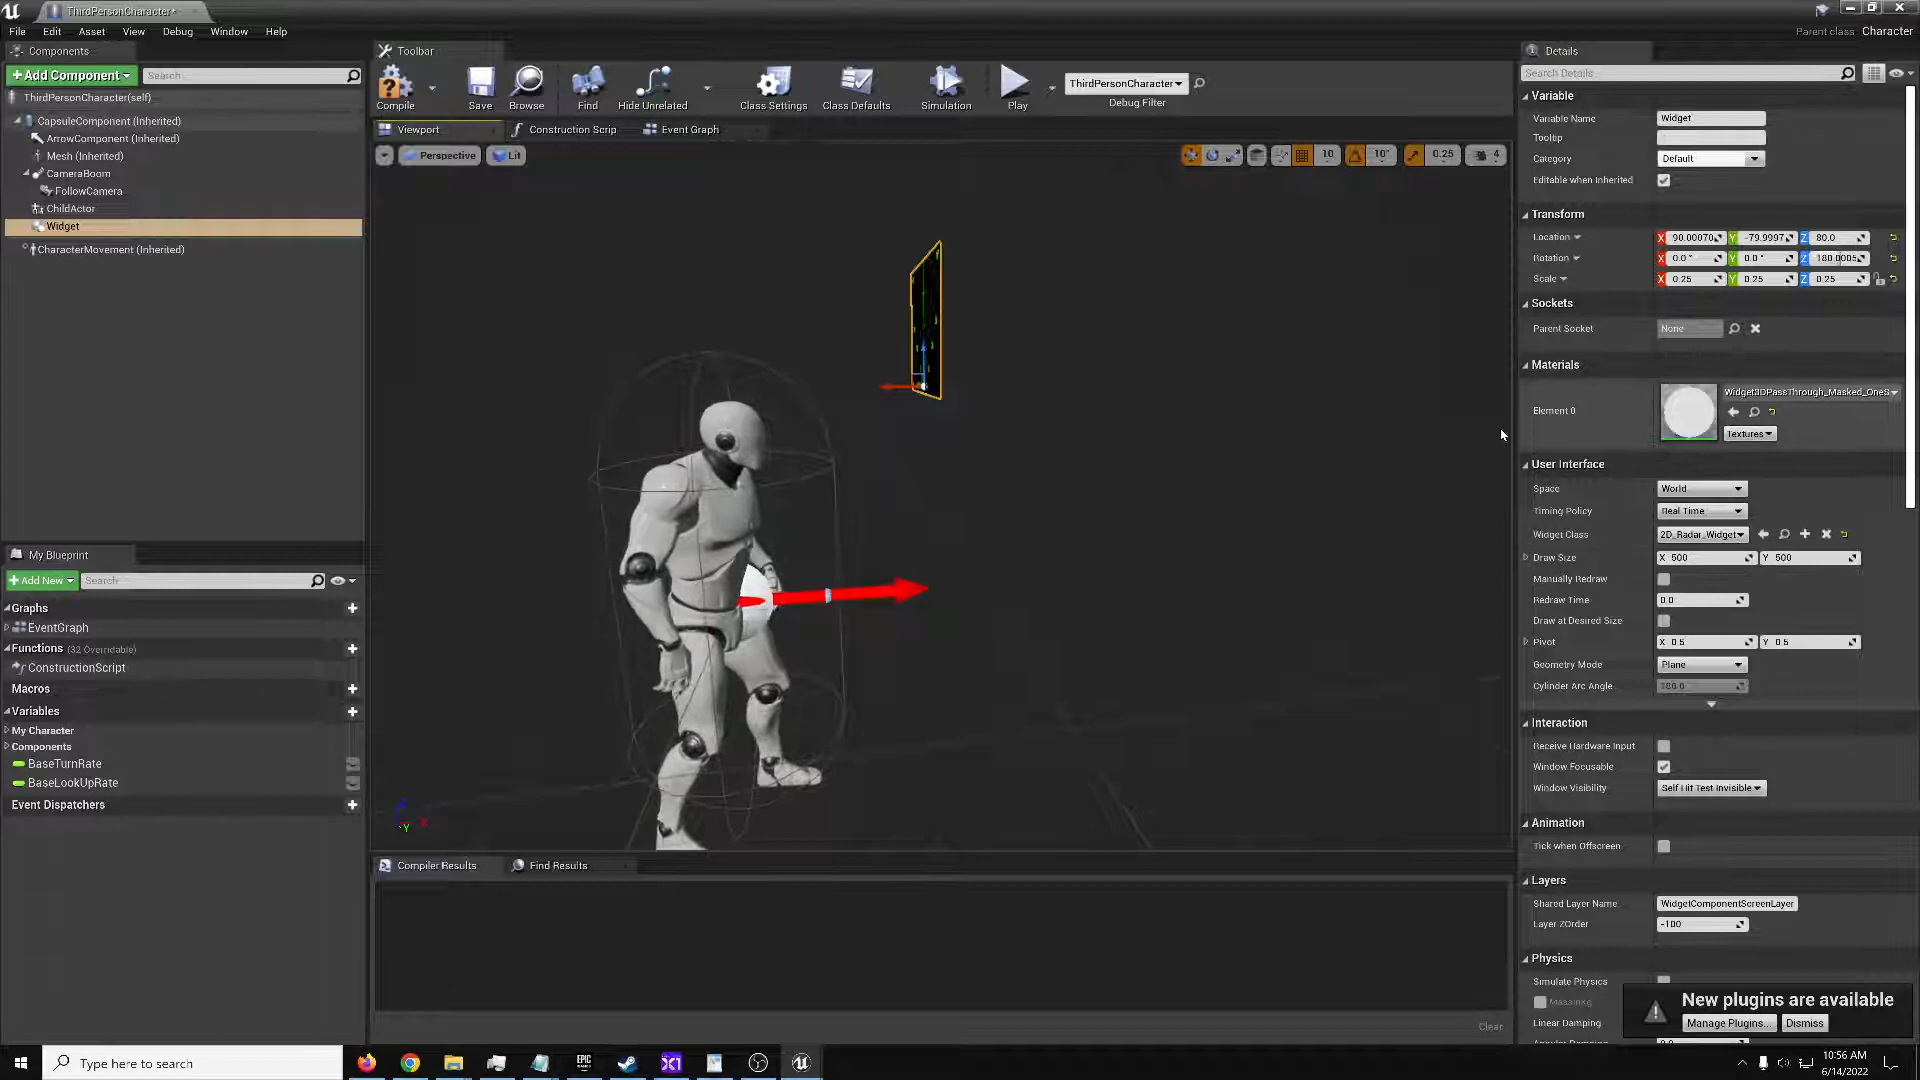 ThirdPersonCharacter*
File Edit Asset View Debug Window Help
Parent class Character
Components
+Add Component
Search
ThirdPersonCharacter(self)
CapsuleComponent (Inherited)
ArrowComponent (Inherited)
Mesh (Inherited)
CameraBoom
FollowCamera
ChildActor
Widget
CharacterMovement (Inherited)
My Blueprint
+Add New
Search
Graphs
EventGraph
Functions (32 Overridable)
ConstructionScript
Macros
Variables
My Character
Components
BaseTurnRate
BaseLookUpRate
Event Dispatchers
Toolbar
Compile
Save
Browse
Find
Hide Unrelated
Class Settings
Class Defaults
Simulation
Play
ThirdPersonCharacter
Debug Filter
Viewport
Construction Scrip
Event Graph
Perspective
Lit
10
10°
0.25
4
Z
X
Y
Compiler Results
Find Results
Clear
Details
Search Details
Variable
Variable Name Widget
Tooltip
Category Default
Editable when Inherited
Transform
Location X 90.00070 Y -79.9997 Z 80.0
Rotation X 0.0° Y 0.0° Z 180.0005
Scale X 0.25 Y 0.25 Z 0.25
Sockets
Parent Socket None
Materials
Element 0
Widget3DPassThrough_Masked_OneS
Textures
User Interface
Space World
Timing Policy Real Time
Widget Class 2D_Radar_Widget
Draw Size X 500 Y 500
Manually Redraw
Redraw Time 0.0
Draw at Desired Size
Pivot X 0.5 Y 0.5
Geometry Mode Plane
Cylinder Arc Angle 180.0
Interaction
Receive Hardware Input
Window Focusable
Window Visibility Self Hit Test Invisible
Animation
Tick when Offscreen
Layers
Shared Layer Name WidgetComponentScreenLayer
Layer ZOrder -100
Physics
Simulate Physics
Linear Damping
New plugins are available
Manage Plugins...
Dismiss
Type here to search
EPIC GAMES
10:56 AM
6/14/2022